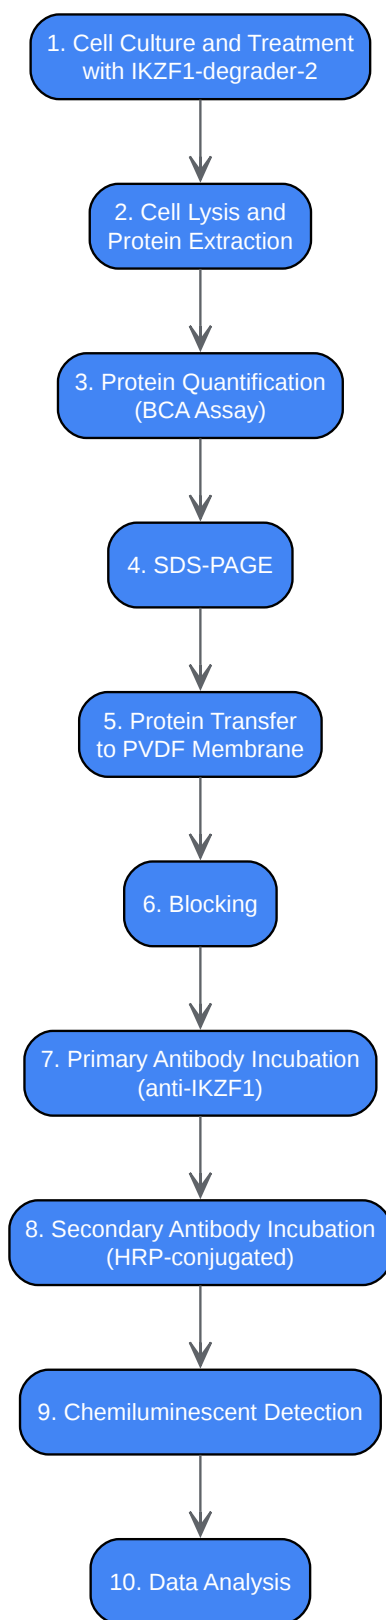 1. Cell Culture and Treatment
with IKZF1-degrader-2
2. Cell Lysis and
Protein Extraction
3. Protein Quantification
(BCA Assay)
4. SDS-PAGE
5. Protein Transfer
to PVDF Membrane
6. Blocking
7. Primary Antibody Incubation
(anti-IKZF1)
8. Secondary Antibody Incubation
(HRP-conjugated)
9. Chemiluminescent Detection
10. Data Analysis